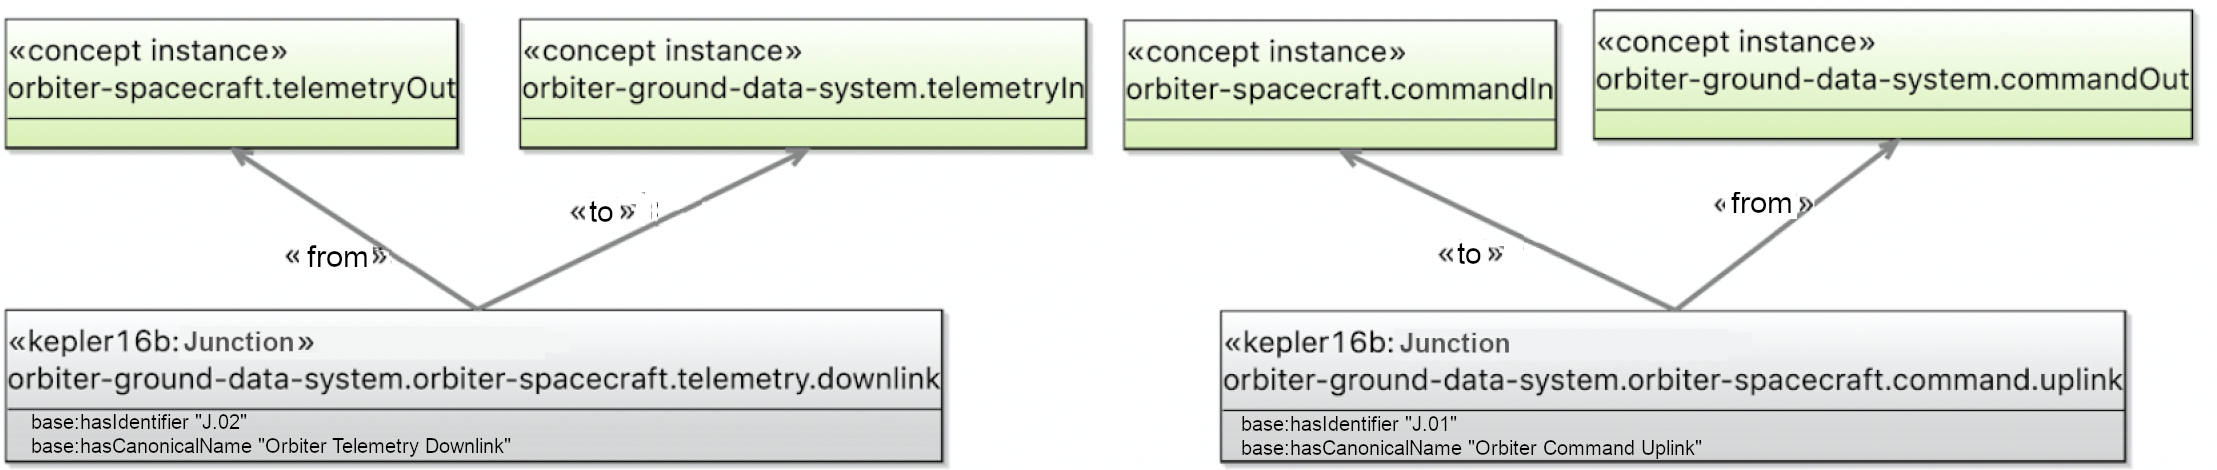 «concept instance»
orbiter-spacecraft.telemetryOut
«concept instance»
orbiter-ground-data-system.telemetryIn
«concept instance»
orbiter-spacecraft.commandIn
«concept instance»
orbiter-ground-data-system.commandOut
«from»
«to»
«to»
«from»
«kepler16b:Junction»
orbiter-ground-data-system.orbiter-spacecraft.telemetry.downlink
base:hasIdentifier "J.02"
base:hasCanonicalName "Orbiter Telemetry Downlink"
«kepler16b:Junction
orbiter-ground-data-system.orbiter-spacecraft.command.uplink
base:hasIdentifier "J.01"
base:hasCanonicalName "Orbiter Command Uplink"